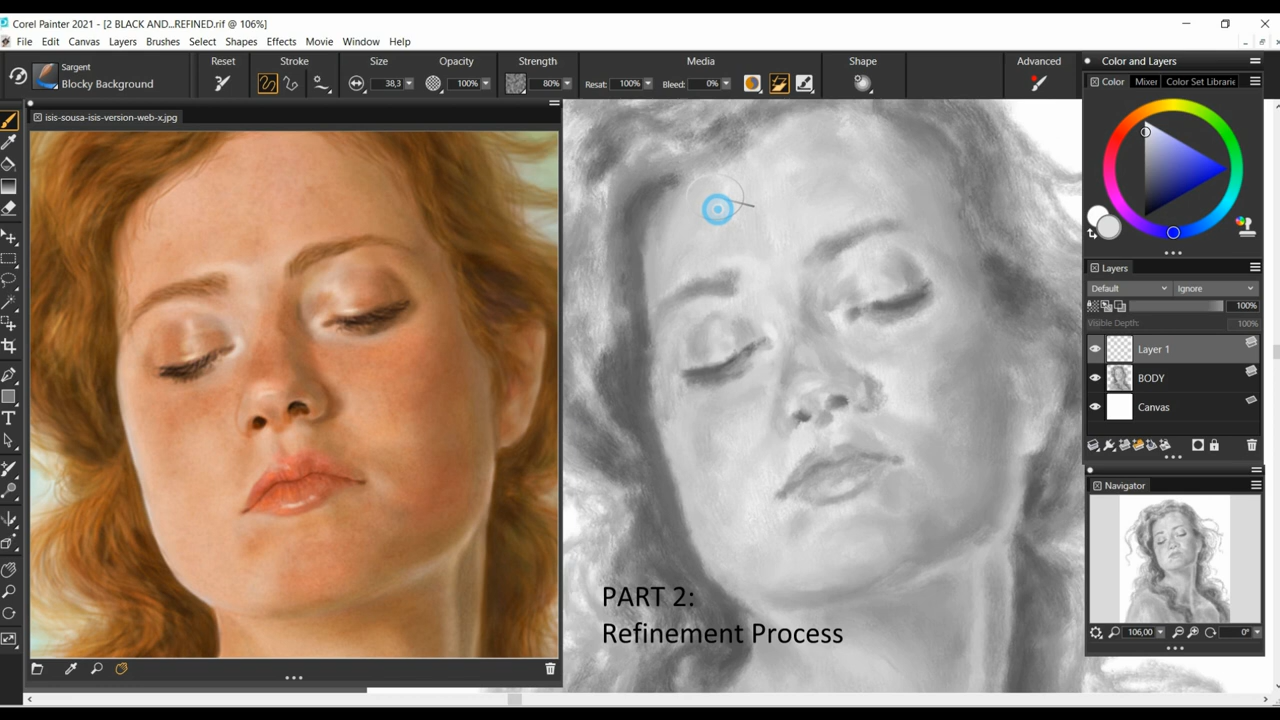 Corel Painter 2021 - [2 BLACK AND...REFINED.rif @ 106%]
File Edit Canvas Layers Brushes Select Shapes Effects Movie Window Help
Sargent
Blocky Background
Reset Stroke Size Opacity Strength Media Shape Advanced
38,3 100% 80% Resat: 100% Bleed: 0%
isis-sousa-isis-version-web-x.jpg
Color and Layers
Color Mixer Color Set Librarie
Layers
Default Ignore
100%
Visible Depth: 100%
Layer 1
BODY
Canvas
Navigator
106,00 0°
PART 2:
Refinement Process